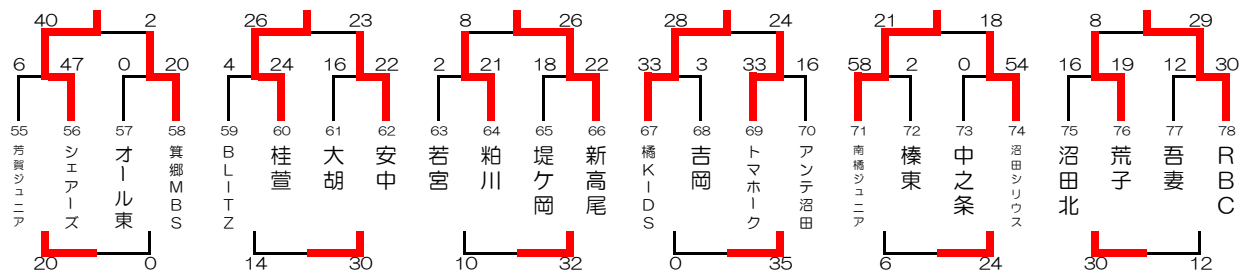 40 2 26 23 8 26 28 24 21 18 8 29
6 47 0 20 4 24 16 22 2 21 18 22 33 3 33 16 58 2 0 54 16 19 12 30
55 56 57 58 59 60 61 62 63 64 65 66 67 68 69 70 71 72 73 74 75 76 77 78
芳賀ジュニア
シェアーズ
オール東
箕郷MBS
BLITZ
桂萱
大胡
安中
若宮
粕川
堤ケ岡
新高尾
橘KIDS
吉岡
トマホーク
アンテ沼田
南橘ジュニア
榛東
中之条
沼田シリウス
沼田北
荒子
吾妻
RBC
20 0 14 30 10 32 0 35 6 24 30 12